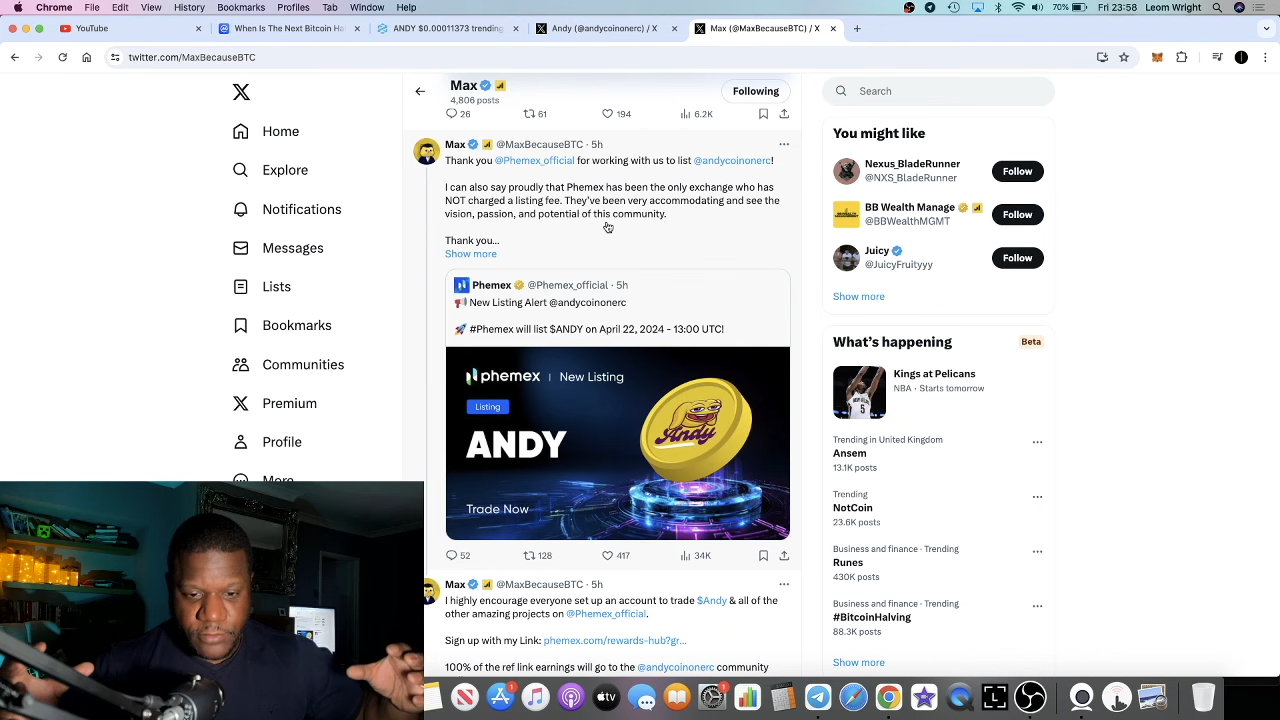 Chrome File Edit View History Bookmarks Profiles Tab Window Help
70% Fri 23:58 Leon Wright
YouTube
When Is The Next Bitcoin Ha
ANDY $0.00011373 trending
Andy (@andycoinonerc) / X
Max (@MaxBecauseBTC) / X
twitter.com/MaxBecauseBTC
Home
Explore
Notifications
Messages
Lists
Bookmarks
Communities
Premium
Profile
More
Max
4,806 posts
Following
26 61 194 6.2K
Max @MaxBecauseBTC · 5h
Thank you @Phemex_official for working with us to list @andycoinonerc!
I can also say proudly that Phemex has been the only exchange who has
NOT charged a listing fee. They've been very accommodating and see the
vision, passion, and potential of this community.
Thank you...
Show more
Phemex @Phemex_official · 5h
New Listing Alert @andycoinonerc
#Phemex will list $ANDY on April 22, 2024 - 13:00 UTC!
phemex | New Listing
Listing
ANDY
Trade Now
Andy
52 128 417 34K
Max @MaxBecauseBTC · 5h
I highly encourage everyone set up an account to trade $Andy & all of the
other amazing projects on @Phemex_official.
Sign up with my Link: phemex.com/rewards-hub?gr...
100% of the ref link earnings will go to the @andycoinonerc community
Search
You might like
Nexus_BladeRunner
@NXS_BladeRunner
Follow
BB Wealth Manage
@BBWealthMGMT
Follow
Juicy
@JuicyFruityyy
Follow
Show more
What's happening
Beta
Kings at Pelicans
NBA · Starts tomorrow
Trending in United Kingdom
Ansem
13.1K posts
Trending
NotCoin
23.6K posts
Business and finance · Trending
Runes
430K posts
Business and finance · Trending
#BitcoinHalving
88.3K posts
Show more
tv
L